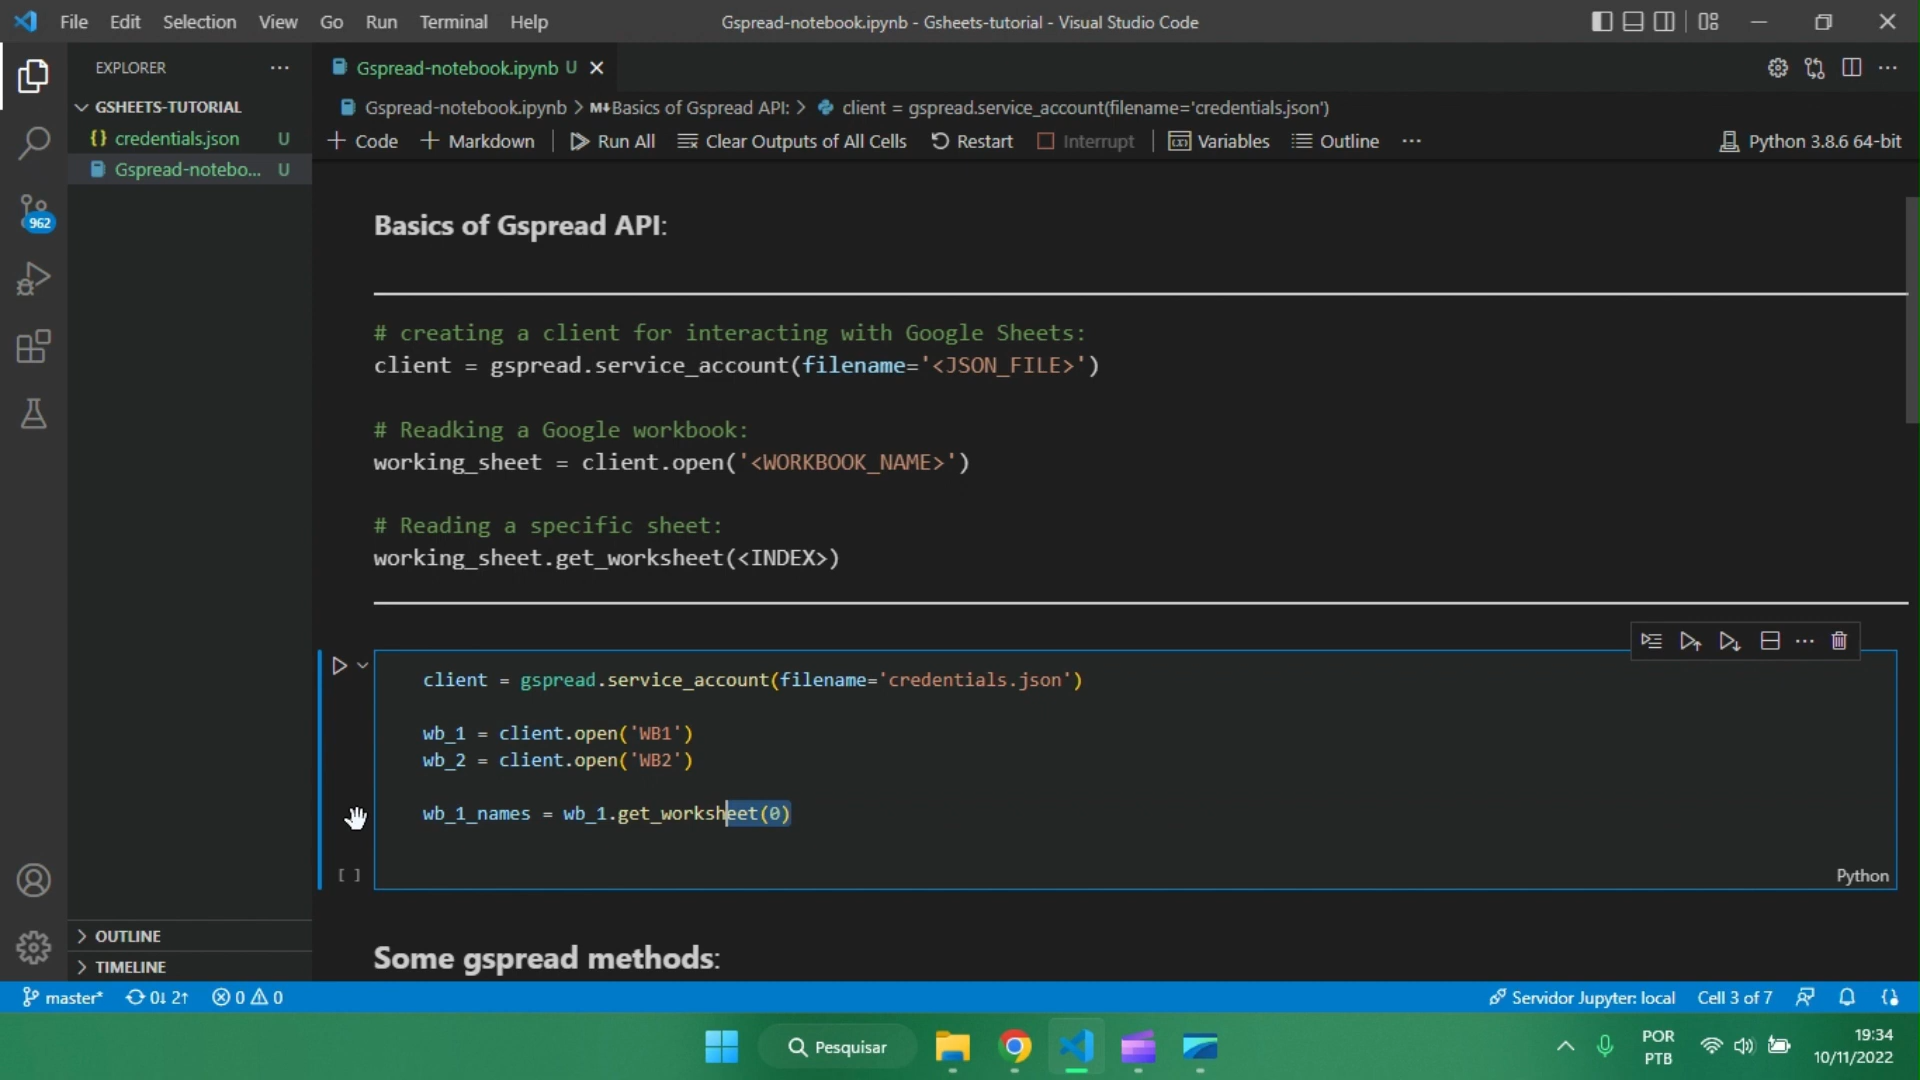 File Edit Selection View Go Run Terminal Help
Gspread-notebook.ipynb - Gsheets-tutorial - Visual Studio Code
EXPLORER
Gspread-notebook.ipynb U
GSHEETS-TUTORIAL
Gspread-notebook.ipynb > M↓ Basics of Gspread API: > client = gspread.service_account(filename='credentials.json')
{} credentials.json U
+ Code + Markdown Run All Clear Outputs of All Cells Restart Interrupt Variables Outline ... Python 3.8.6 64-bit
Gspread-notebo... U
962
Basics of Gspread API:
# creating a client for interacting with Google Sheets:
client = gspread.service_account(filename='<JSON_FILE>')
# Readking a Google workbook:
working_sheet = client.open('<WORKBOOK_NAME>')
# Reading a specific sheet:
working_sheet.get_worksheet(<INDEX>)
client = gspread.service_account(filename='credentials.json')
wb_1 = client.open('WB1')
wb_2 = client.open('WB2')
wb_1_names = wb_1.get_worksheet(0)
[ ]
Python
OUTLINE
TIMELINE
Some gspread methods:
master* 0↓ 2↑ 0 0
Servidor Jupyter: local Cell 3 of 7
Pesquisar
POR
PTB
19:34
10/11/2022